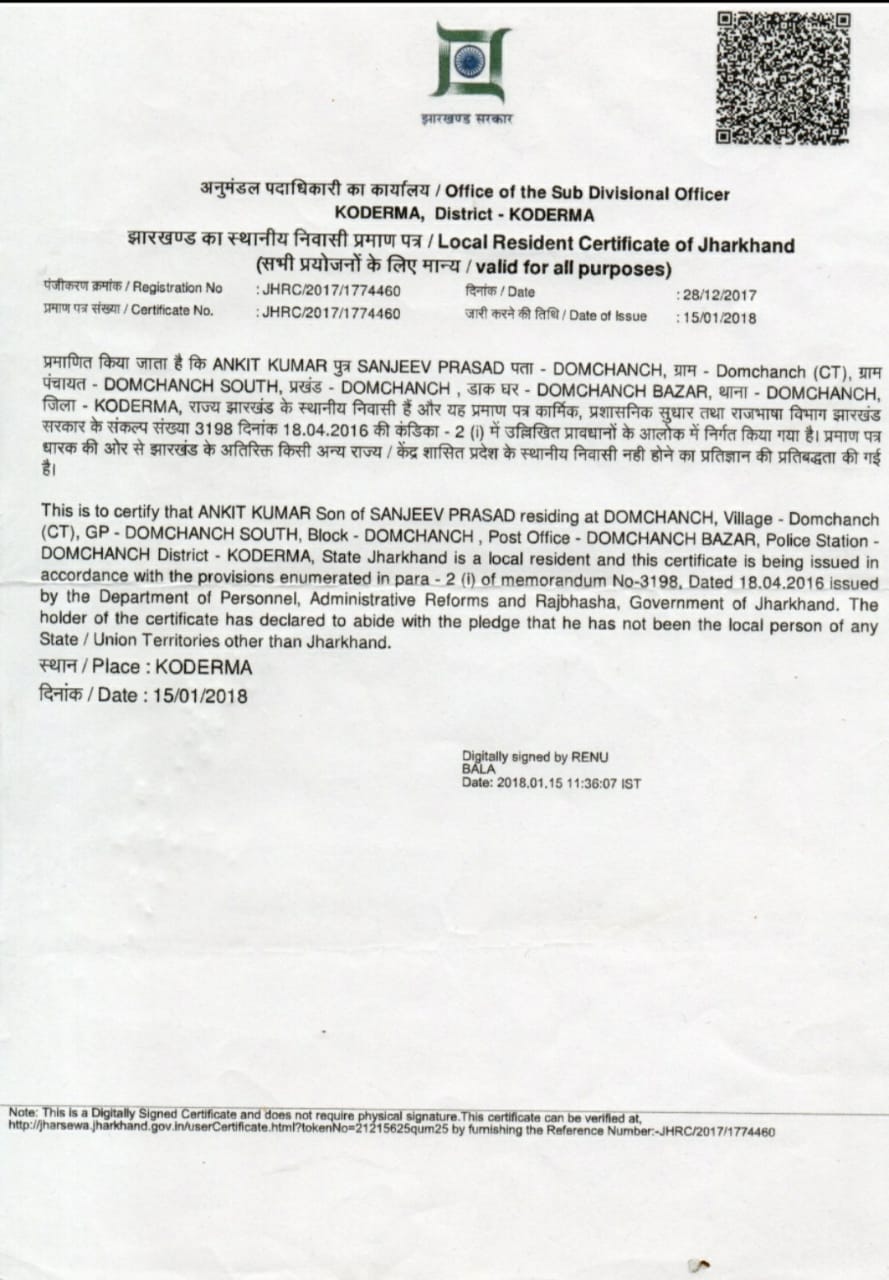 झारखण्ड सरकार
अनुमंडल पदाधिकारी का कार्यालय / Office of the Sub Divisional Officer
KODERMA, District - KODERMA
झारखण्ड का स्थानीय निवासी प्रमाण पत्र / Local Resident Certificate of Jharkhand
(सभी प्रयोजनों के लिए मान्य / valid for all purposes)
पंजीकरण क्रमांक / Registration No : JHRC/2017/1774460 दिनांक / Date : 28/12/2017
प्रमाण पत्र संख्या / Certificate No. : JHRC/2017/1774460 जारी करने की तिथि / Date of Issue : 15/01/2018
प्रमाणित किया जाता है कि ANKIT KUMAR पुत्र SANJEEV PRASAD पता - DOMCHANCH, ग्राम - Domchanch (CT), ग्राम
पंचायत - DOMCHANCH SOUTH, प्रखंड - DOMCHANCH , डाक घर - DOMCHANCH BAZAR, थाना - DOMCHANCH,
जिला - KODERMA, राज्य झारखंड के स्थानीय निवासी हैं और यह प्रमाण पत्र कार्मिक, प्रशासनिक सुधार तथा राजभाषा विभाग झारखंड
सरकार के संकल्प संख्या 3198 दिनांक 18.04.2016 की कंडिका - 2 (i) में उल्लिखित प्रावधानों के आलोक में निर्गत किया गया है। प्रमाण पत्र
धारक की ओर से झारखंड के अतिरिक्त किसी अन्य राज्य / केंद्र शासित प्रदेश के स्थानीय निवासी नही होने का प्रतिज्ञान की प्रतिबद्धता की गई
है।
This is to certify that ANKIT KUMAR Son of SANJEEV PRASAD residing at DOMCHANCH, Village - Domchanch
(CT), GP - DOMCHANCH SOUTH, Block - DOMCHANCH , Post Office - DOMCHANCH BAZAR, Police Station -
DOMCHANCH District - KODERMA, State Jharkhand is a local resident and this certificate is being issued in
accordance with the provisions enumerated in para - 2 (i) of memorandum No-3198, Dated 18.04.2016 issued
by the Department of Personnel, Administrative Reforms and Rajbhasha, Government of Jharkhand. The
holder of the certificate has declared to abide with the pledge that he has not been the local person of any
State / Union Territories other than Jharkhand.
स्थान / Place : KODERMA
दिनांक / Date : 15/01/2018
Digitally signed by RENU
BALA
Date: 2018.01.15 11:36:07 IST
Note: This is a Digitally Signed Certificate and does not require physical signature.This certificate can be verified at,
http://jharsewa.jharkhand.gov.in/userCertificate.html?tokenNo=21215625qum25 by furnishing the Reference Number:-JHRC/2017/1774460